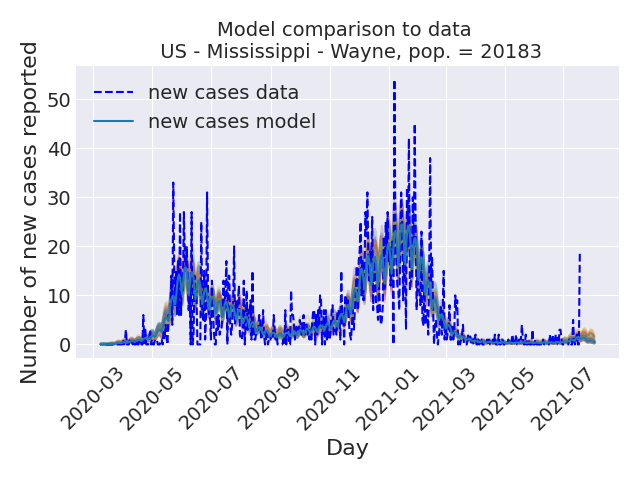 Model comparison to data
US - Mississippi - Wayne, pop. = 20183
Number of new cases reported
50
40
30
20
10
0
new cases data
new cases model
2020-03
2020-05
2020-07
2020-09
2020-11
2021-01
2021-03
2021-05
2021-07
Day